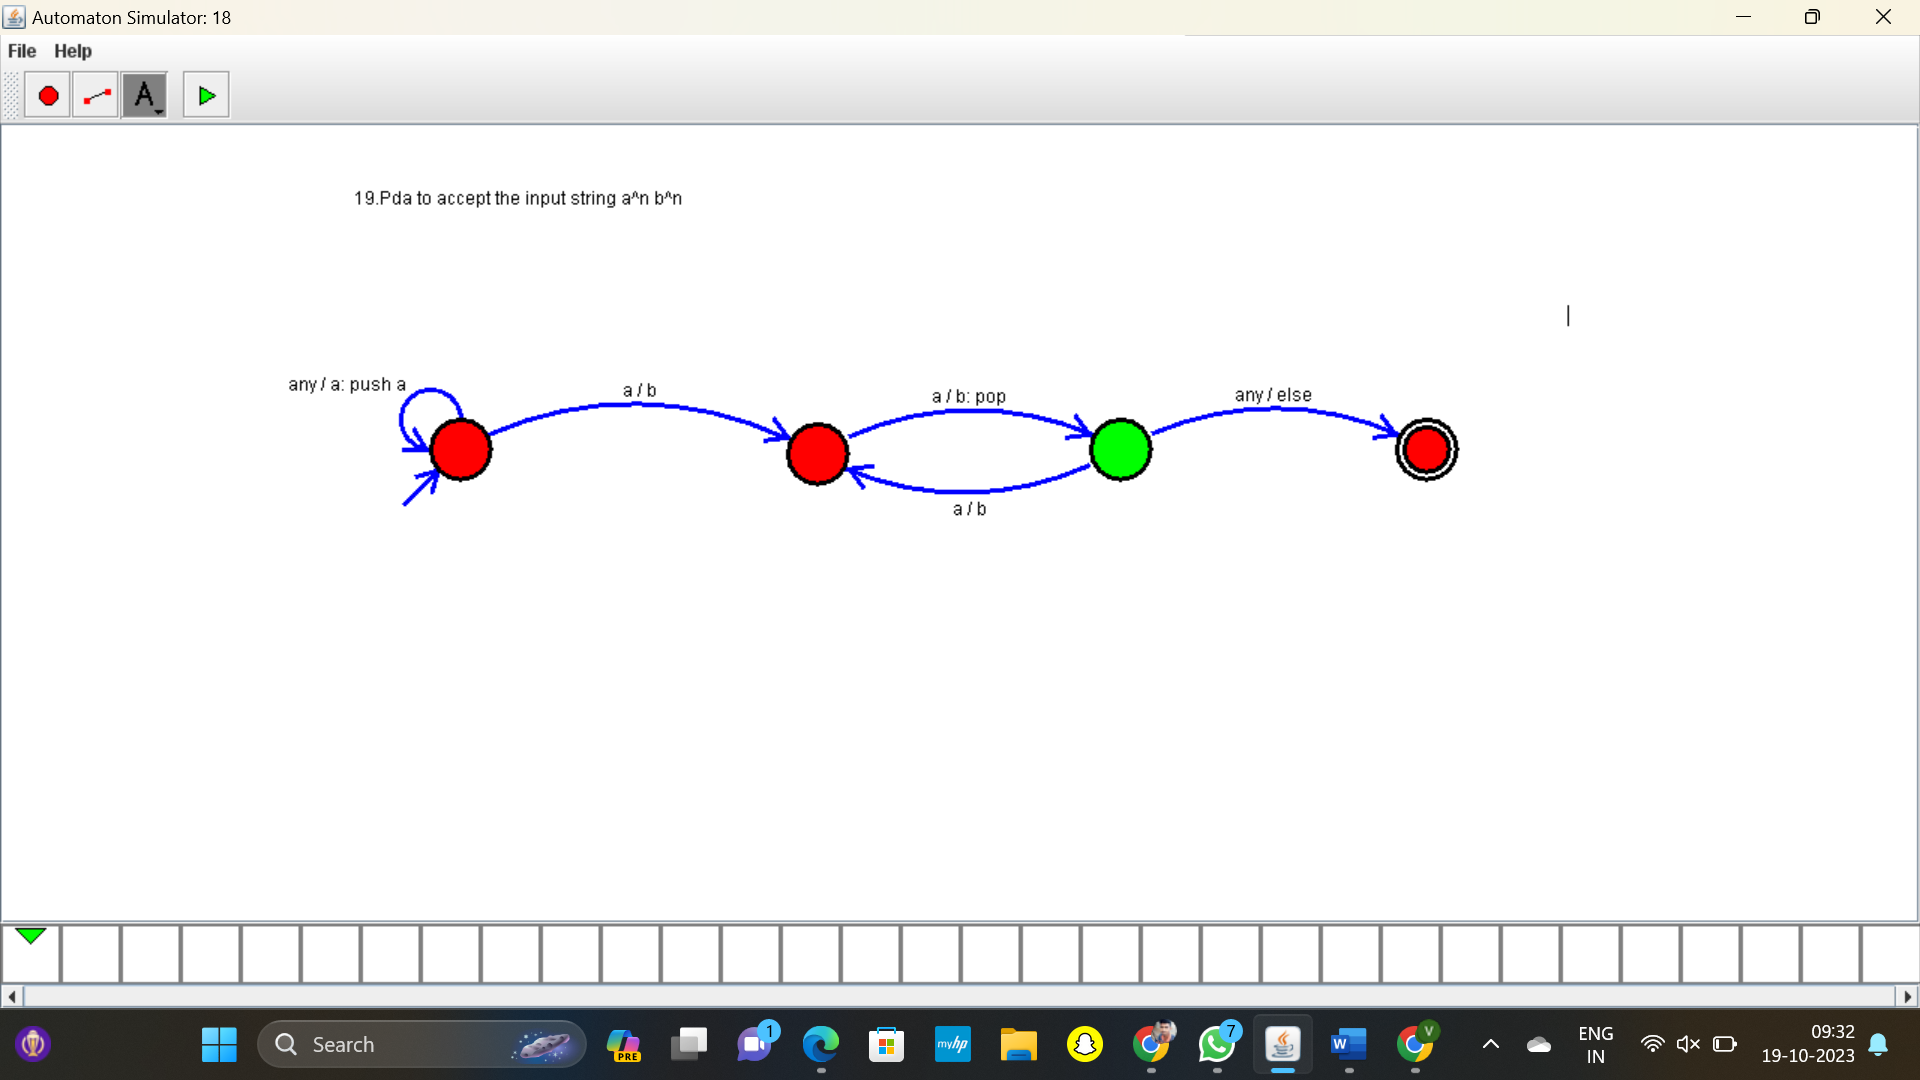 Automaton Simulator: 18
File Help
A
19.Pda to accept the input string a^n b^n
any / a: push a
a / b
a / b: pop
any / else
a / b
Search
PRE
1
myhp
7
W
V
ENG
IN
09:32
19-10-2023